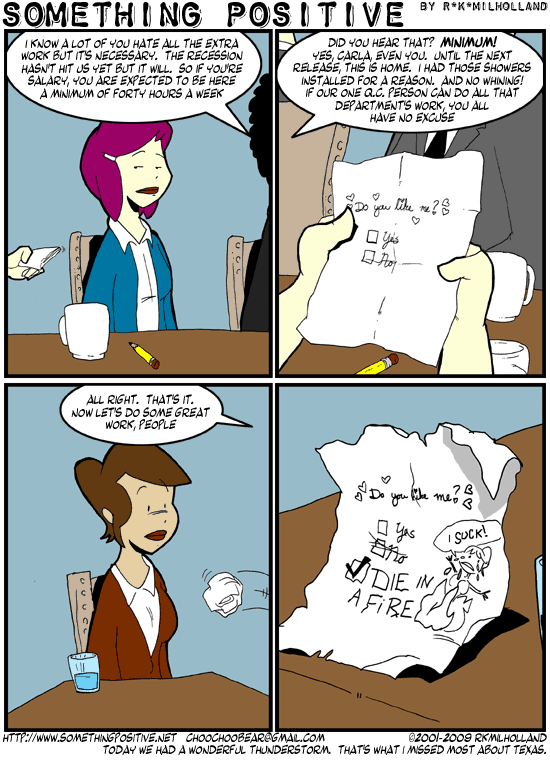 SOMETHING POSITIVE BY R*K*MILHOLLAND
I KNOW A LOT OF YOU HATE ALL THE EXTRA
WORK BUT IT'S NECESSARY. THE RECESSION
HASN'T HIT US YET BUT IT WILL. SO IF YOU'RE
SALARY, YOU ARE EXPECTED TO BE HERE
A MINIMUM OF FORTY HOURS A WEEK
DID YOU HEAR THAT? MINIMUM!
YES, CARLA, EVEN YOU. UNTIL THE NEXT
RELEASE, THIS IS HOME. I HAD THOSE SHOWERS
INSTALLED FOR A REASON. AND NO WHINING!
IF OUR ONE Q.C. PERSON CAN DO ALL THAT
DEPARTMENT'S WORK, YOU ALL
HAVE NO EXCUSE
Do you like me?
Yes
No
ALL RIGHT. THAT'S IT.
NOW LET'S DO SOME GREAT
WORK, PEOPLE
Do you like me?
Yes
No
I SUCK!
DIE IN
A FIRE
HTTP://WWW.SOMETHINGPOSITIVE.NET CHOOCHOOBEAR@GMAIL.COM ©2001-2009 RKMILHOLLAND
TODAY WE HAD A WONDERFUL THUNDERSTORM. THAT'S WHAT I MISSED MOST ABOUT TEXAS.